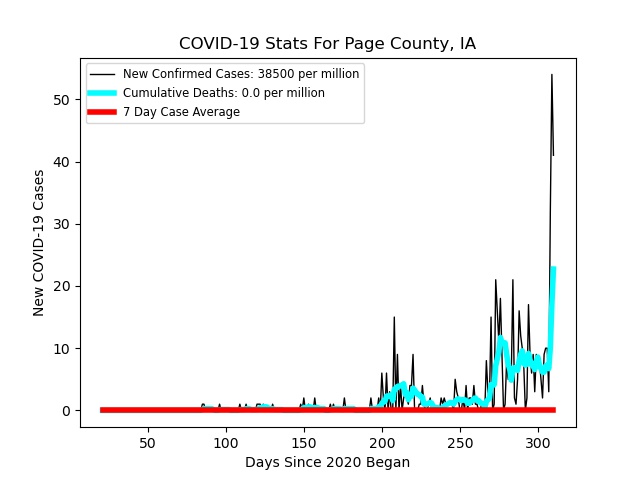 COVID-19 Stats For Page County, IA
New Confirmed Cases: 38500 per million
Cumulative Deaths: 0.0 per million
7 Day Case Average
New COVID-19 Cases
50
40
30
20
10
0
50 100 150 200 250 300
Days Since 2020 Began